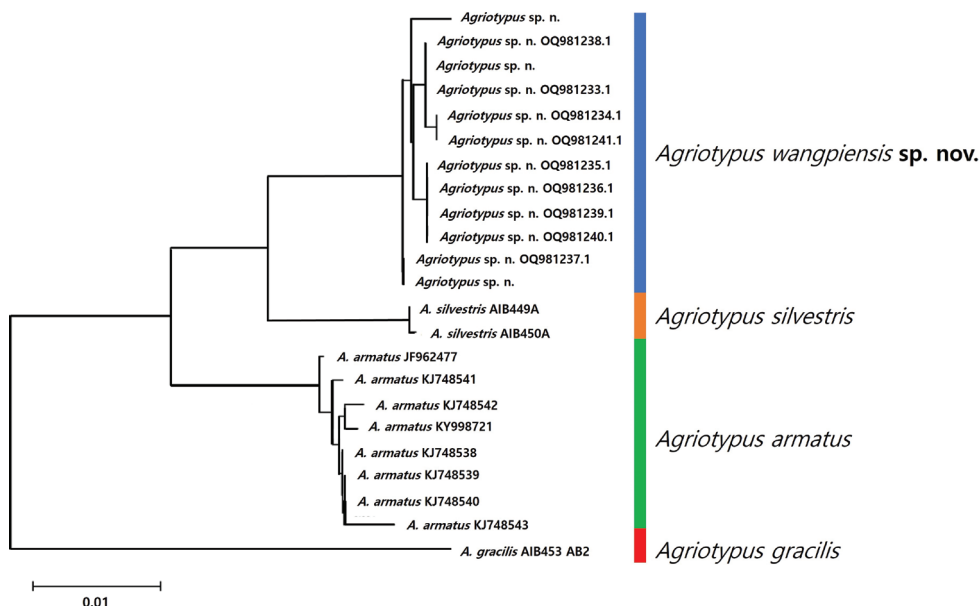 Agriotypus sp. n.
Agriotypus sp. n. OQ981238.1
Agriotypus sp. n.
Agriotypus sp. n. OQ981233.1
Agriotypus sp. n. OQ981234.1
Agriotypus sp. n. OQ981241.1
Agriotypus sp. n. OQ981235.1
Agriotypus sp. n. OQ981236.1
Agriotypus sp. n. OQ981239.1
Agriotypus sp. n. OQ981240.1
Agriotypus sp. n. OQ981237.1
Agriotypus sp. n.
A. silvestris AIB449A
A. silvestris AIB450A
A. armatus JF962477
A. armatus KJ748541
A. armatus KJ748542
A. armatus KY998721
A. armatus KJ748538
A. armatus KJ748539
A. armatus KJ748540
A. armatus KJ748543
A. gracilis AIB453 AB2
Agriotypus wangpiensis sp. nov.
Agriotypus silvestris
Agriotypus armatus
Agriotypus gracilis
0.01